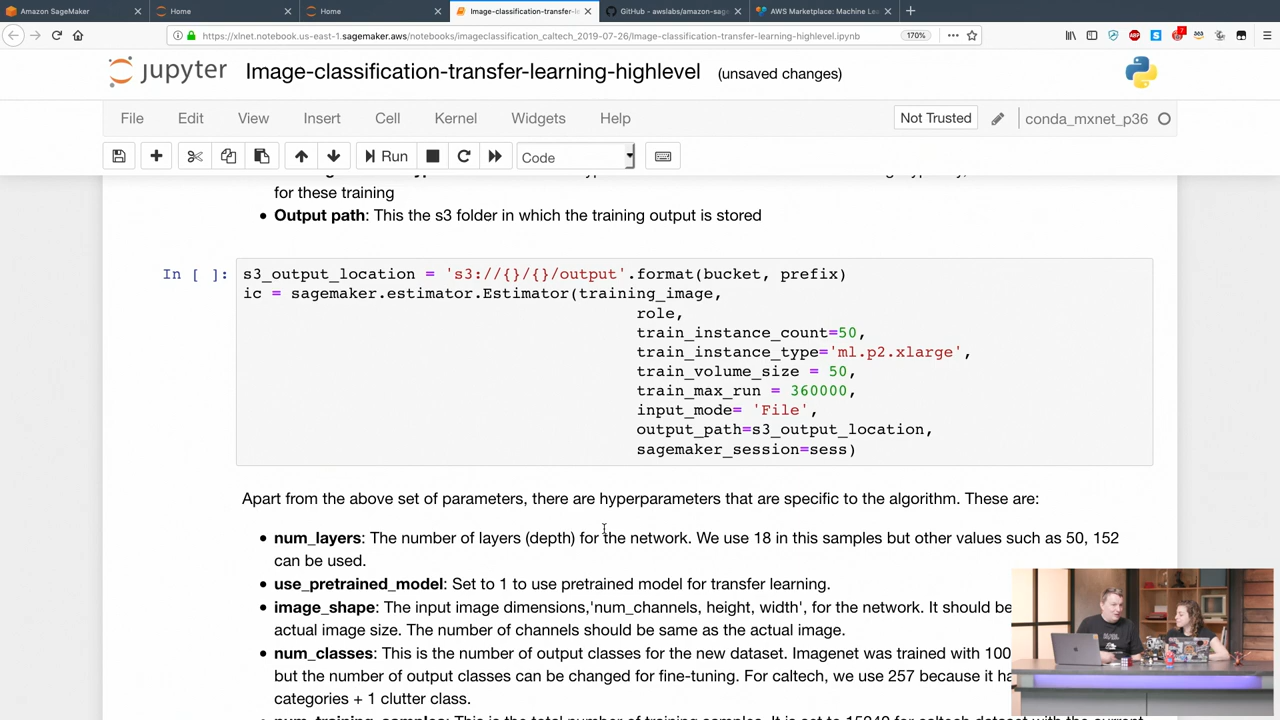 Amazon SageMaker
Home
Home
Image-classification-transfer-le
GitHub - awslabs/amazon-sage
AWS Marketplace: Machine Le
https://xlnet.notebook.us-east-1.sagemaker.aws/notebooks/imageclassification_caltech_2019-07-26/Image-classification-transfer-learning-highlevel.ipynb
170%
jupyter Image-classification-transfer-learning-highlevel (unsaved changes)
File Edit View Insert Cell Kernel Widgets Help
Not Trusted
conda_mxnet_p36
Run
Code
for these training
Output path: This the s3 folder in which the training output is stored
In [ ]:
s3_output_location = 's3://{}/{}/output'.format(bucket, prefix)
ic = sagemaker.estimator.Estimator(training_image,
role,
train_instance_count=50,
train_instance_type='ml.p2.xlarge',
train_volume_size = 50,
train_max_run = 360000,
input_mode= 'File',
output_path=s3_output_location,
sagemaker_session=sess)
Apart from the above set of parameters, there are hyperparameters that are specific to the algorithm. These are:
num_layers: The number of layers (depth) for the network. We use 18 in this samples but other values such as 50, 152
can be used.
use_pretrained_model: Set to 1 to use pretrained model for transfer learning.
image_shape: The input image dimensions,'num_channels, height, width', for the network. It should be
actual image size. The number of channels should be same as the actual image.
num_classes: This is the number of output classes for the new dataset. Imagenet was trained with 100
but the number of output classes can be changed for fine-tuning. For caltech, we use 257 because it ha
categories + 1 clutter class.